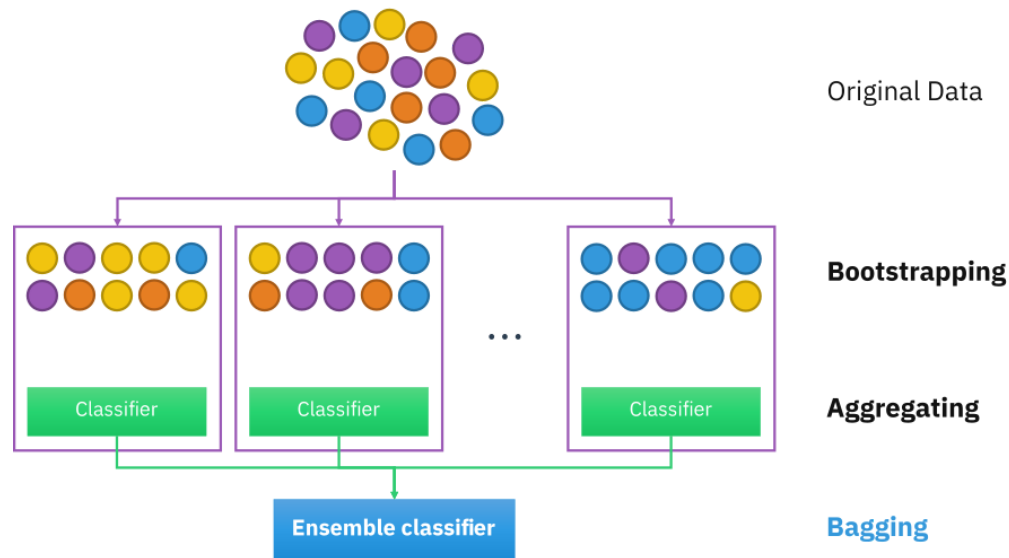 Original Data
Bootstrapping
...
Classifier
Classifier
Classifier
Aggregating
Ensemble classifier
Bagging